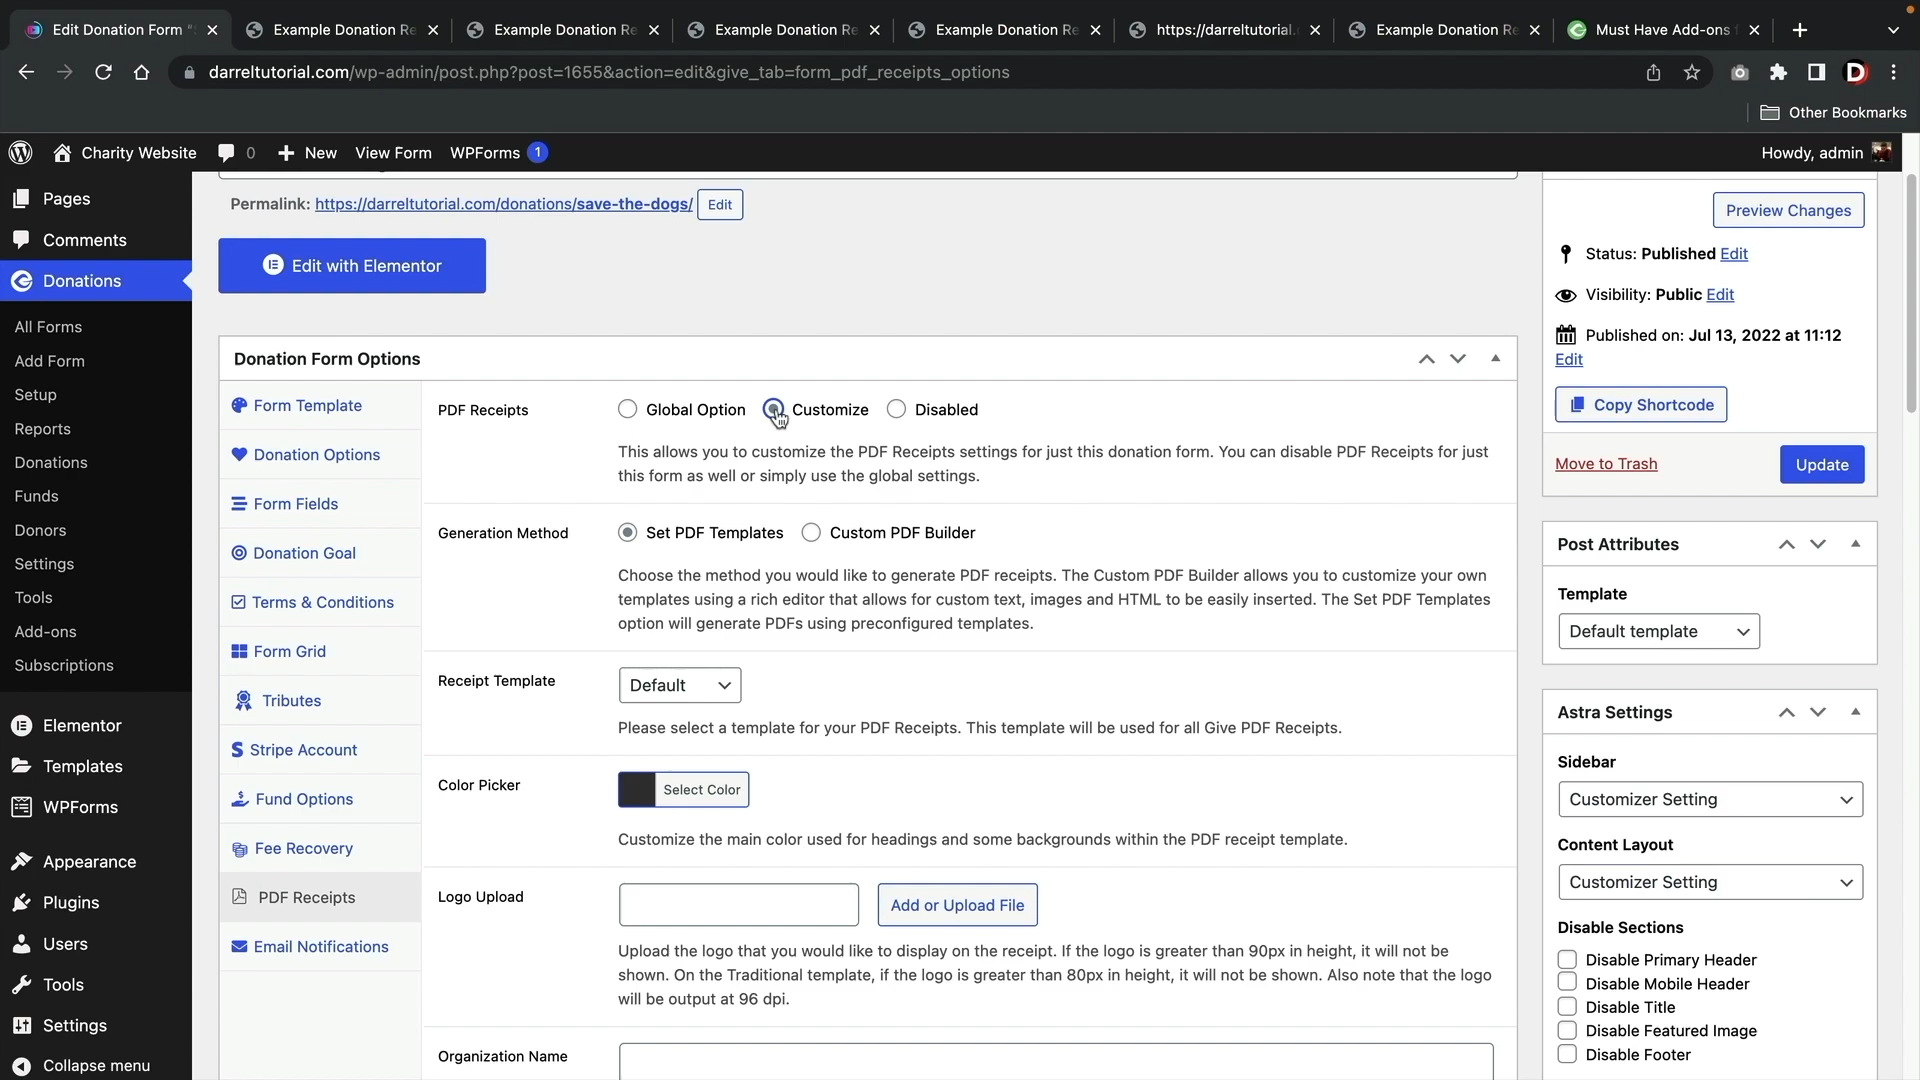 Edit Donation Form "S
Example Donation Re
Example Donation Re
Example Donation Re
Example Donation Re
https://darreltutorial.
Example Donation Re
Must Have Add-ons f
darreltutorial.com/wp-admin/post.php?post=1655&action=edit&give_tab=form_pdf_receipts_options
Other Bookmarks
Charity Website
0
New
View Form
WPForms 1
Howdy, admin
Pages
Comments
Donations
All Forms
Add Form
Setup
Reports
Donations
Funds
Donors
Settings
Tools
Add-ons
Subscriptions
Elementor
Templates
WPForms
Appearance
Plugins
Users
Tools
Settings
Collapse menu
Permalink: https://darreltutorial.com/donations/save-the-dogs/ Edit
Edit with Elementor
Donation Form Options
Form Template
Donation Options
Form Fields
Donation Goal
Terms & Conditions
Form Grid
Tributes
Stripe Account
Fund Options
Fee Recovery
PDF Receipts
Email Notifications
PDF Receipts
Global Option Customize Disabled
This allows you to customize the PDF Receipts settings for just this donation form. You can disable PDF Receipts for just
this form as well or simply use the global settings.
Generation Method
Set PDF Templates Custom PDF Builder
Choose the method you would like to generate PDF receipts. The Custom PDF Builder allows you to customize your own
templates using a rich editor that allows for custom text, images and HTML to be easily inserted. The Set PDF Templates
option will generate PDFs using preconfigured templates.
Receipt Template
Default
Please select a template for your PDF Receipts. This template will be used for all Give PDF Receipts.
Color Picker
Select Color
Customize the main color used for headings and some backgrounds within the PDF receipt template.
Logo Upload
Add or Upload File
Upload the logo that you would like to display on the receipt. If the logo is greater than 90px in height, it will not be
shown. On the Traditional template, if the logo is greater than 80px in height, it will not be shown. Also note that the logo
will be output at 96 dpi.
Organization Name
Preview Changes
Status: Published Edit
Visibility: Public Edit
Published on: Jul 13, 2022 at 11:12
Edit
Copy Shortcode
Move to Trash
Update
Post Attributes
Template
Default template
Astra Settings
Sidebar
Customizer Setting
Content Layout
Customizer Setting
Disable Sections
Disable Primary Header
Disable Mobile Header
Disable Title
Disable Featured Image
Disable Footer